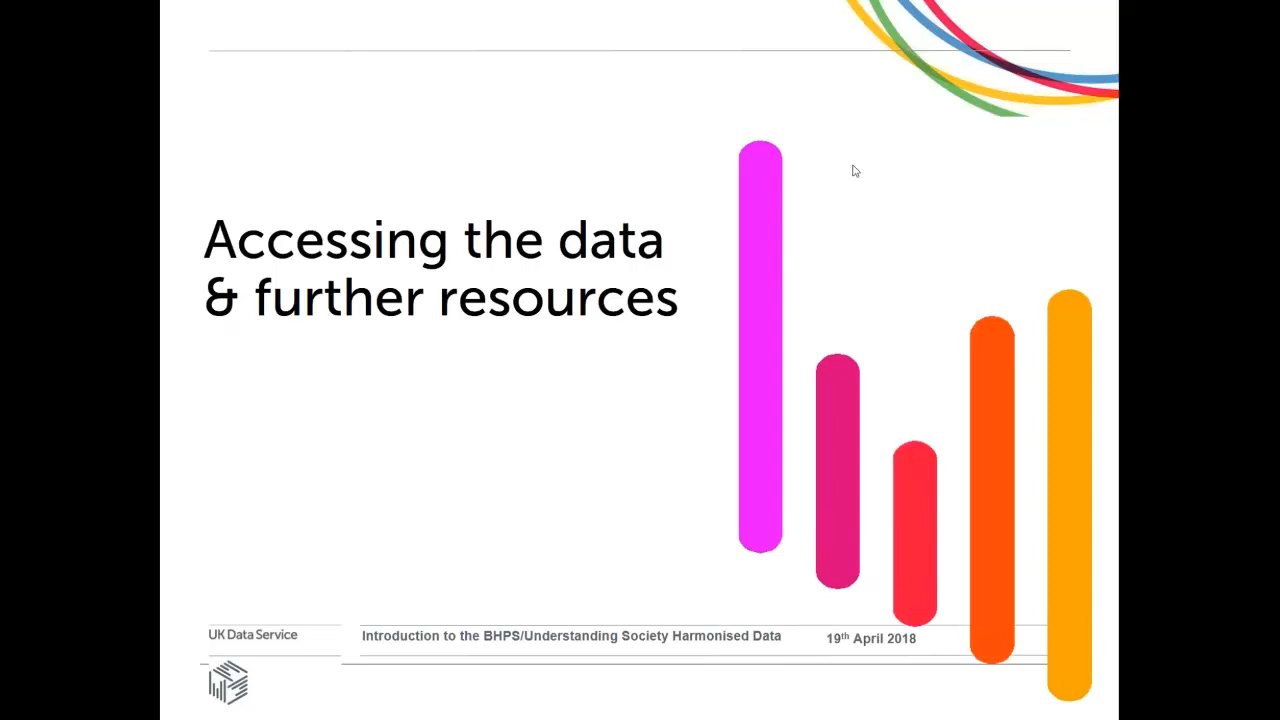 Accessing the data
& further resources
UK Data Service
Introduction to the BHPS/Understanding Society Harmonised Data
19th April 2018